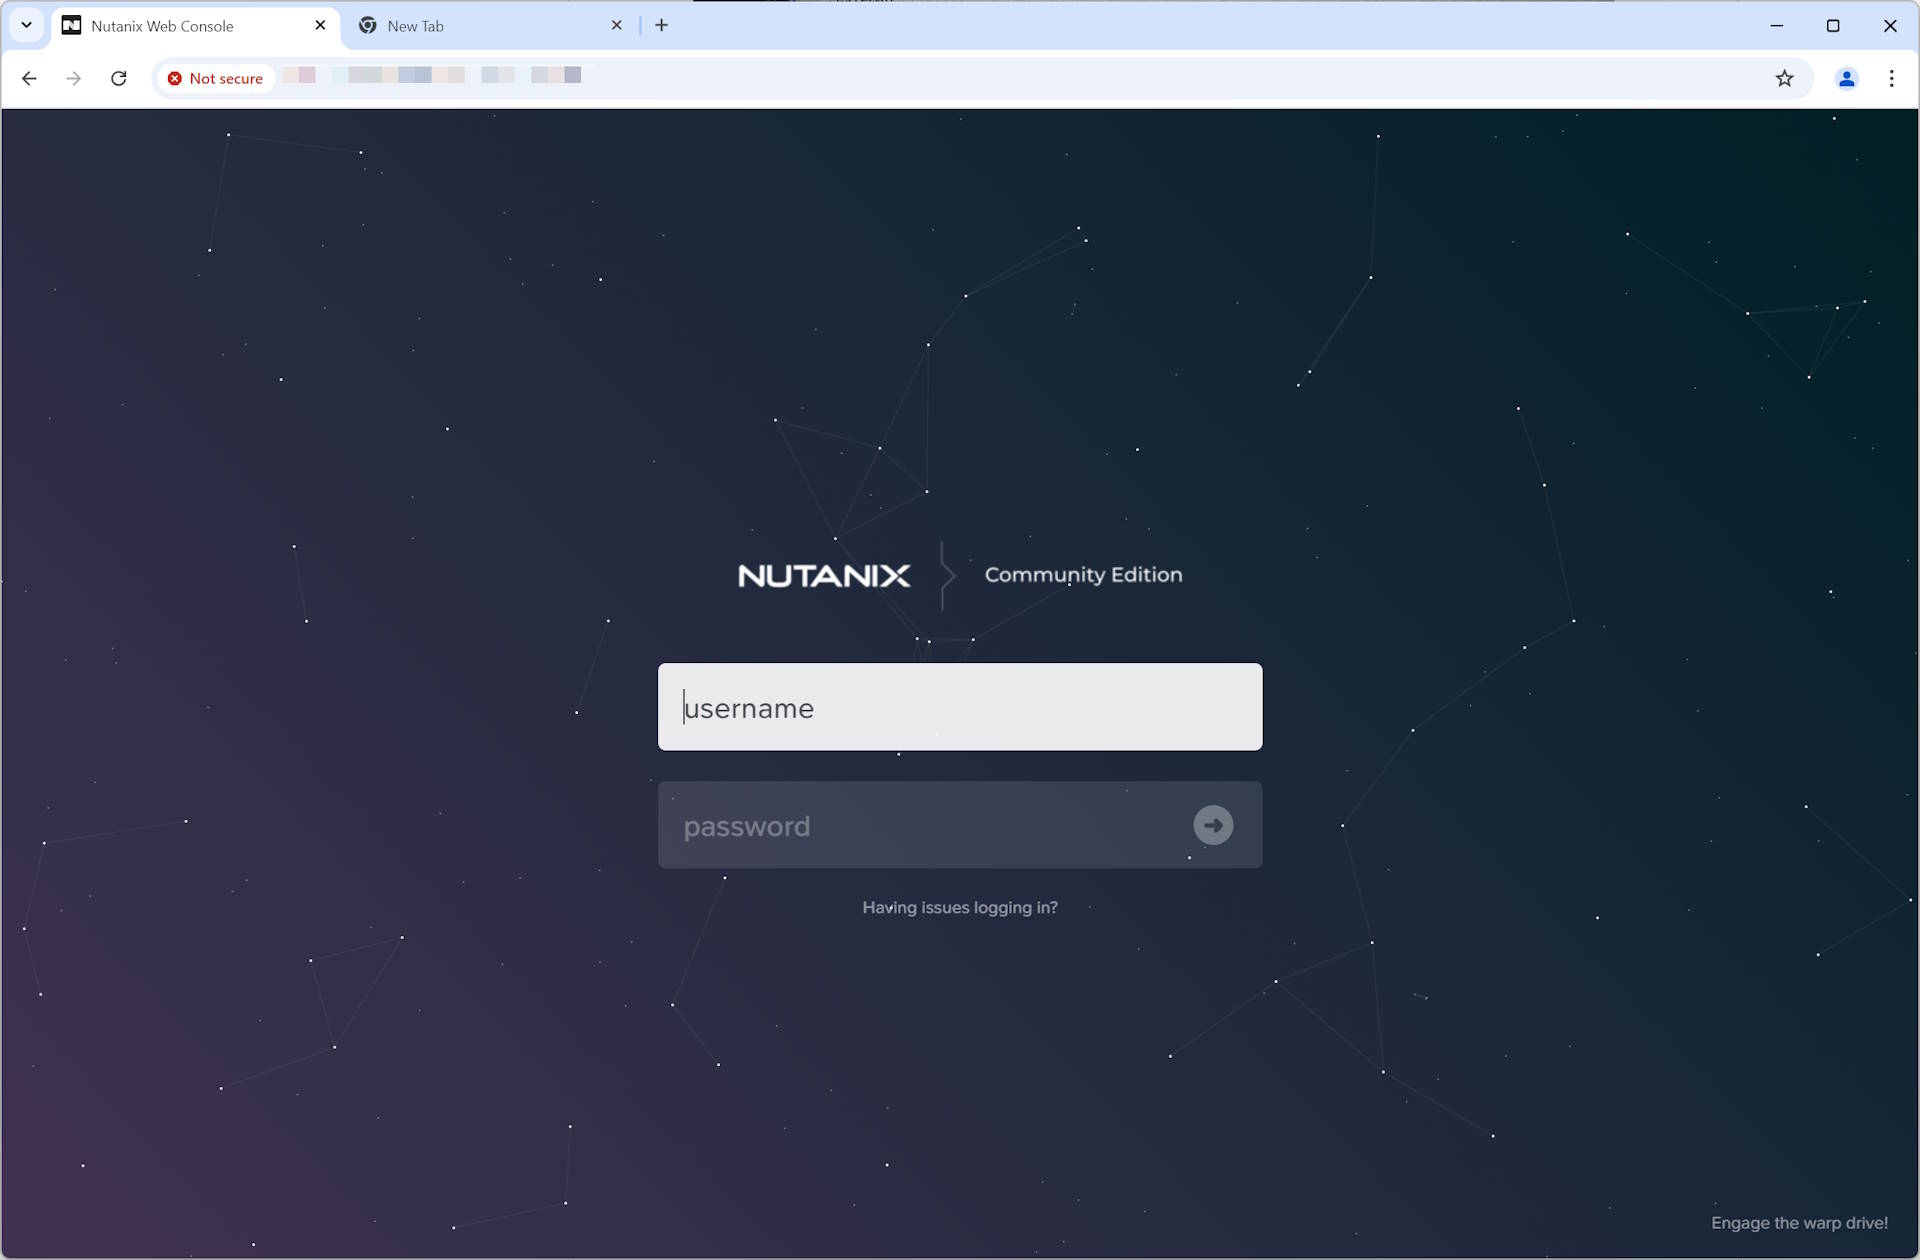 Nutanix Web Console
New Tab
Not secure
NUTANIX
Community Edition
username
password
Having issues logging in?
Engage the warp drive!